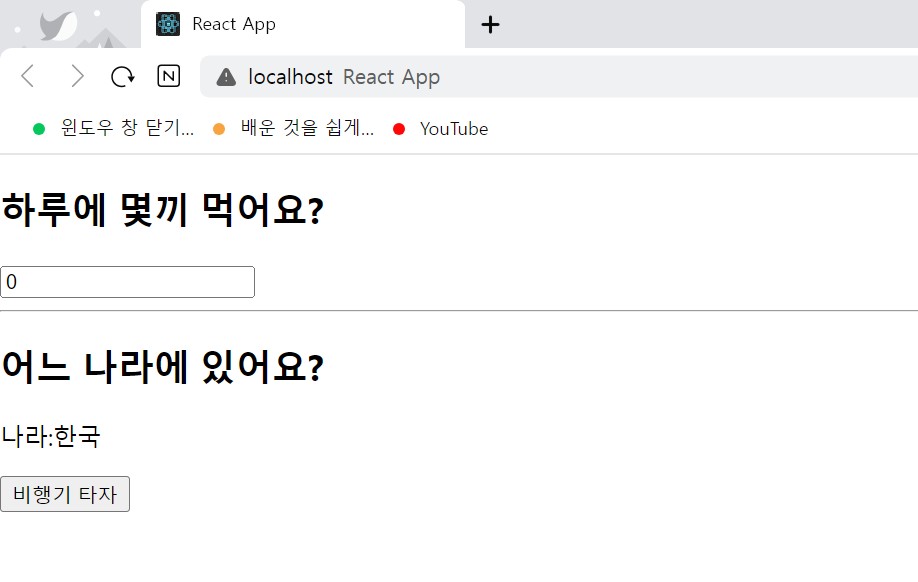 React App
N
localhost React App
윈도우 창 닫기... 배운 것을 쉽게... YouTube
하루에 몇끼 먹어요?
0
어느 나라에 있어요?
나라:한국
비행기 타자